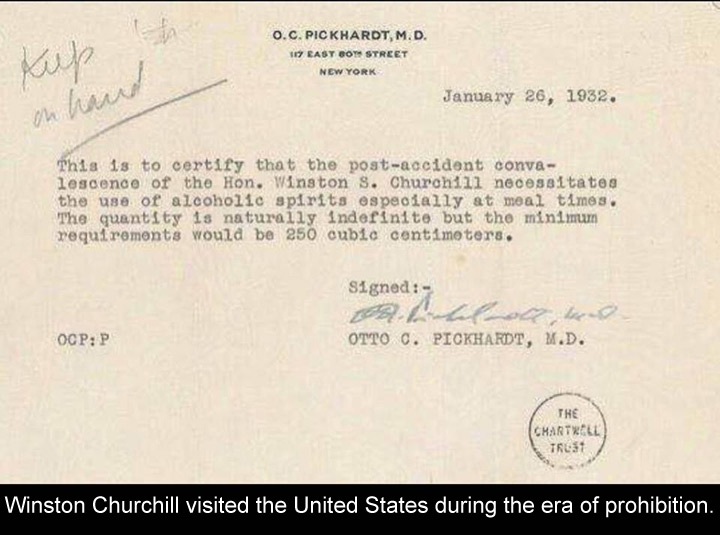 Keep
on hand
O. C. PICKHARDT, M. D.
117 EAST 80TH STREET
NEW YORK
January 26, 1932.
This is to certify that the post-accident conva-
lescence of the Hon. Winston S. Churchill necessitates
the use of alcoholic spirits especially at meal times.
The quantity is naturally indefinite but the minimum
requirements would be 250 cubic centimeters.
Signed:-
OCP:P
OTTO C. PICKHARDT, M.D.
THE
CHARTWELL
TRUST
Winston Churchill visited the United States during the era of prohibition.